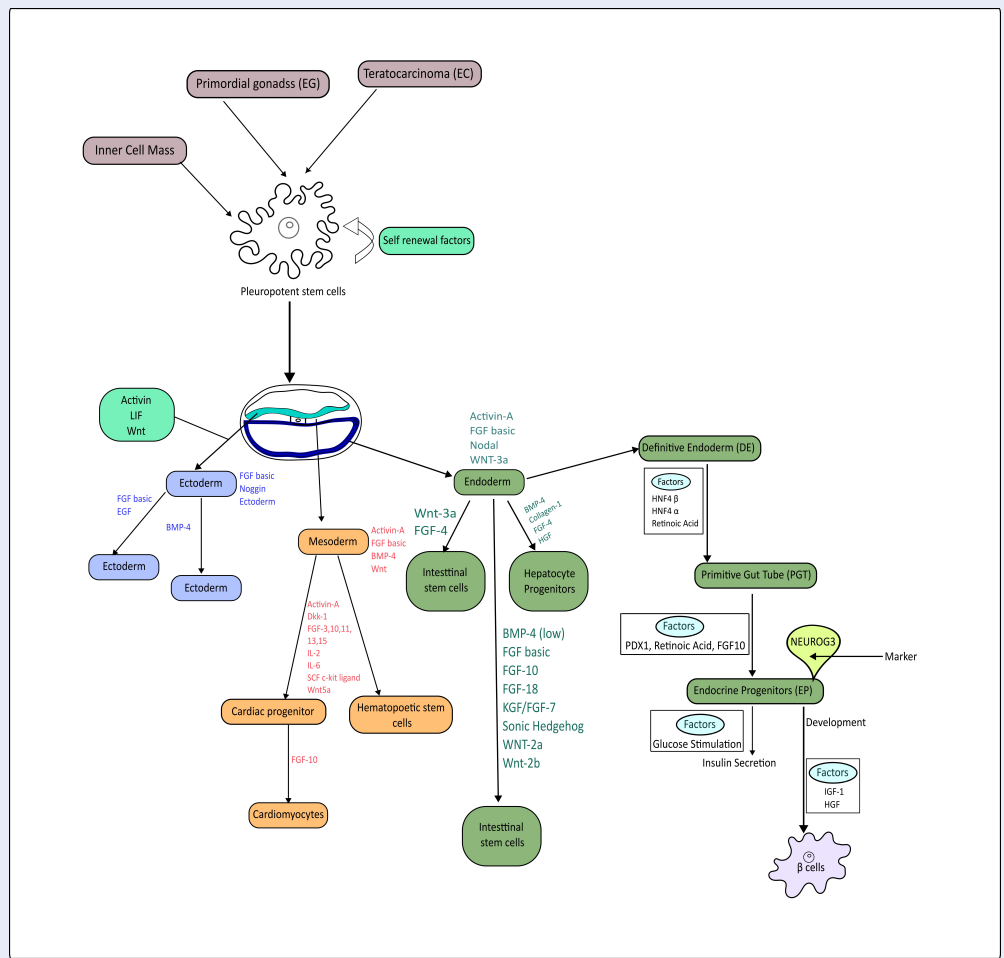 Primordial gonadss (EG)
Teratocarcinoma (EC)
Inner Cell Mass
Self renewal factors
Pleuropotent stem cells
Activin
LIF
Wnt
Ectoderm
FGF basic
Noggin
Ectoderm
FGF basic
EGF
BMP-4
Ectoderm
Ectoderm
Mesoderm
Activin-A
FGF basic
BMP-4
Wnt
Activin-A
Dkk-1
FGF-3,10,11,
13,15
IL-2
IL-6
SCF c-kit ligand
Wnt5a
Cardiac progenitor
Hematopoetic stem
cells
FGF-10
Cardiomyocytes
Activin-A
FGF basic
Nodal
WNT-3a
Endoderm
Wnt-3a
FGF-4
BMP-4
Collagen-1
FGF-4
HGF
Intesttinal
stem cells
Hepatocyte
Progenitors
BMP-4 (low)
FGF basic
FGF-10
FGF-18
KGF/FGF-7
Sonic Hedgehog
WNT-2a
Wnt-2b
Intestinal
stem cells
Definitive Endoderm (DE)
Factors
HNF4 β
HNF4 α
Retinoic Acid
Primitive Gut Tube (PGT)
Factors
PDX1, Retinoic Acid, FGF10
NEUROG3
Marker
Endocrine Progenitors (EP)
Factors
Glucose Stimulation
Development
Insulin Secretion
Factors
IGF-1
HGF
β cells